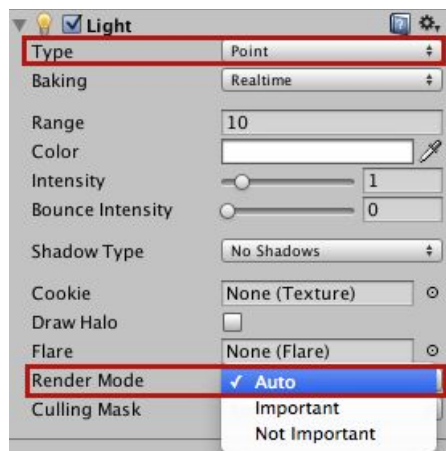 Light
Type Point
Baking Realtime
Range 10
Color
Intensity 1
Bounce Intensity 0
Shadow Type No Shadows
Cookie None (Texture)
Draw Halo
Flare None (Flare)
Render Mode ✓ Auto
Culling Mask Important
Not Important